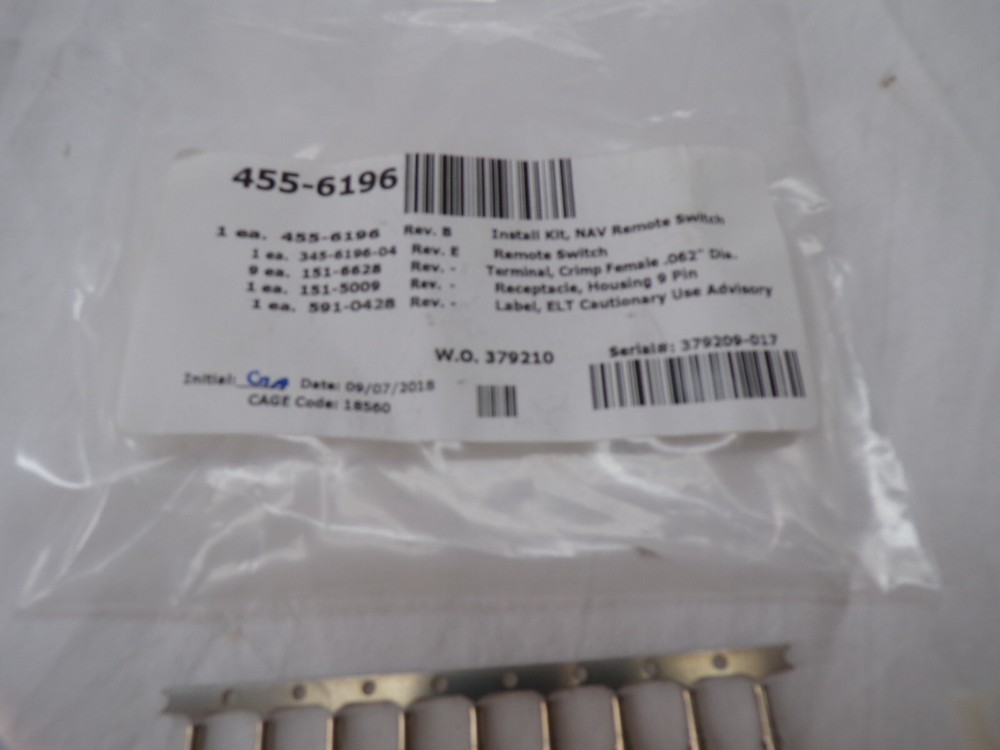 455-6196
1 ea. 455-6196 Rev. B Install Kit, NAV Remote Switch
1 ea. 345-6196-04 Rev. E Remote Switch
9 ea. 151-6628 Rev. - Terminal, Crimp Female .062" Dia.
1 ea. 151-5009 Rev. - Receptacle, Housing 9 Pin
1 ea. 591-0428 Rev. - Label, ELT Cautionary Use Advisory
W.O. 379210 Serial#: 379209-017
Initial: Date: 09/07/2018
CAGE Code: 18560